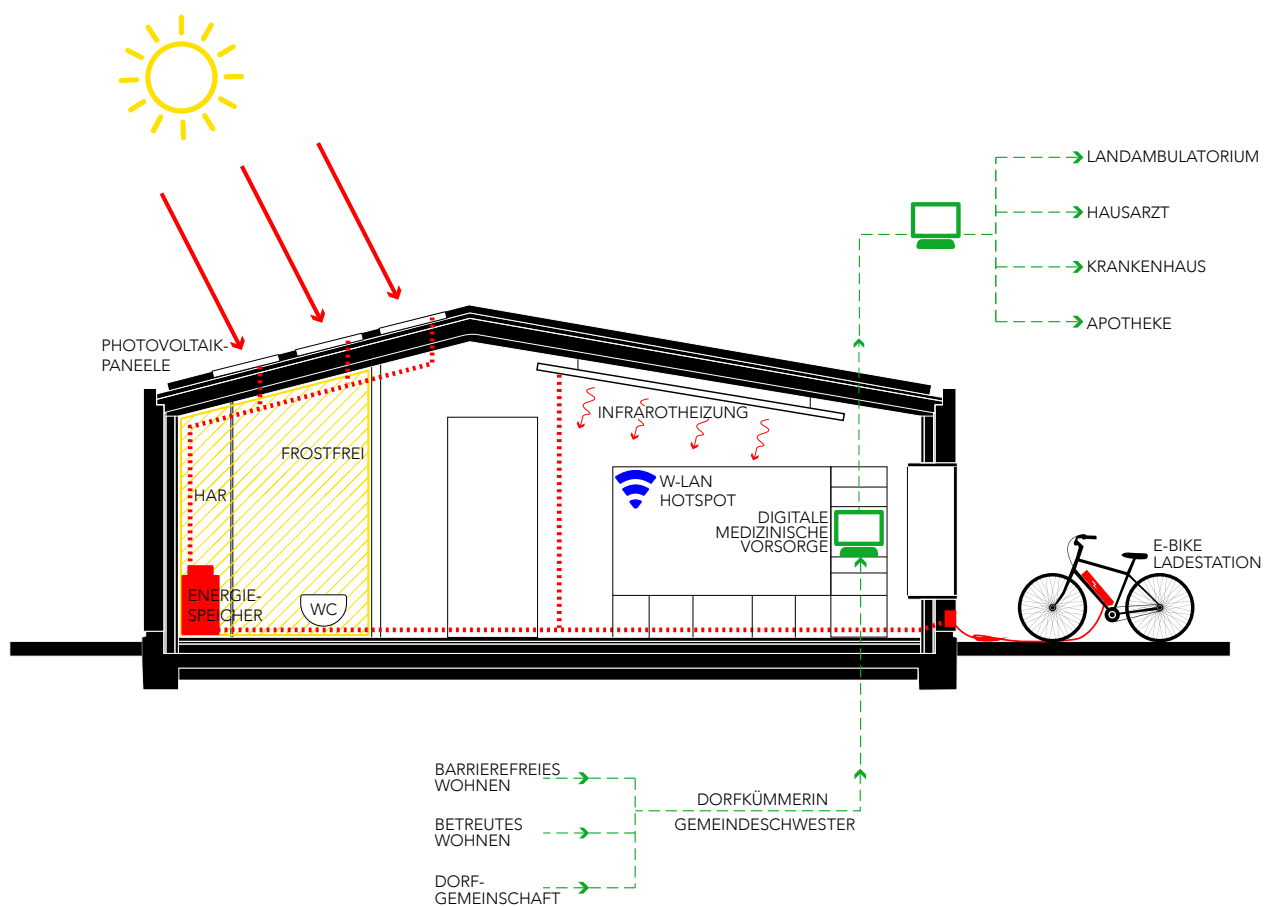 LANDAMBULATORIUM
HAUSARZT
KRANKENHAUS
APOTHEKE
PHOTOVOLTAIK-
PANEELE
INFRAROTHEIZUNG
FROSTFREI
HAR
W-LAN
HOTSPOT
DIGITALE
MEDIZINISCHE
VORSORGE
E-BIKE
LADESTATION
ENERGIE-
SPEICHER
WC
BARRIEREFREIES
WOHNEN
DORFKÜMMERIN
GEMEINDESCHWESTER
BETREUTES
WOHNEN
DORF-
GEMEINSCHAFT